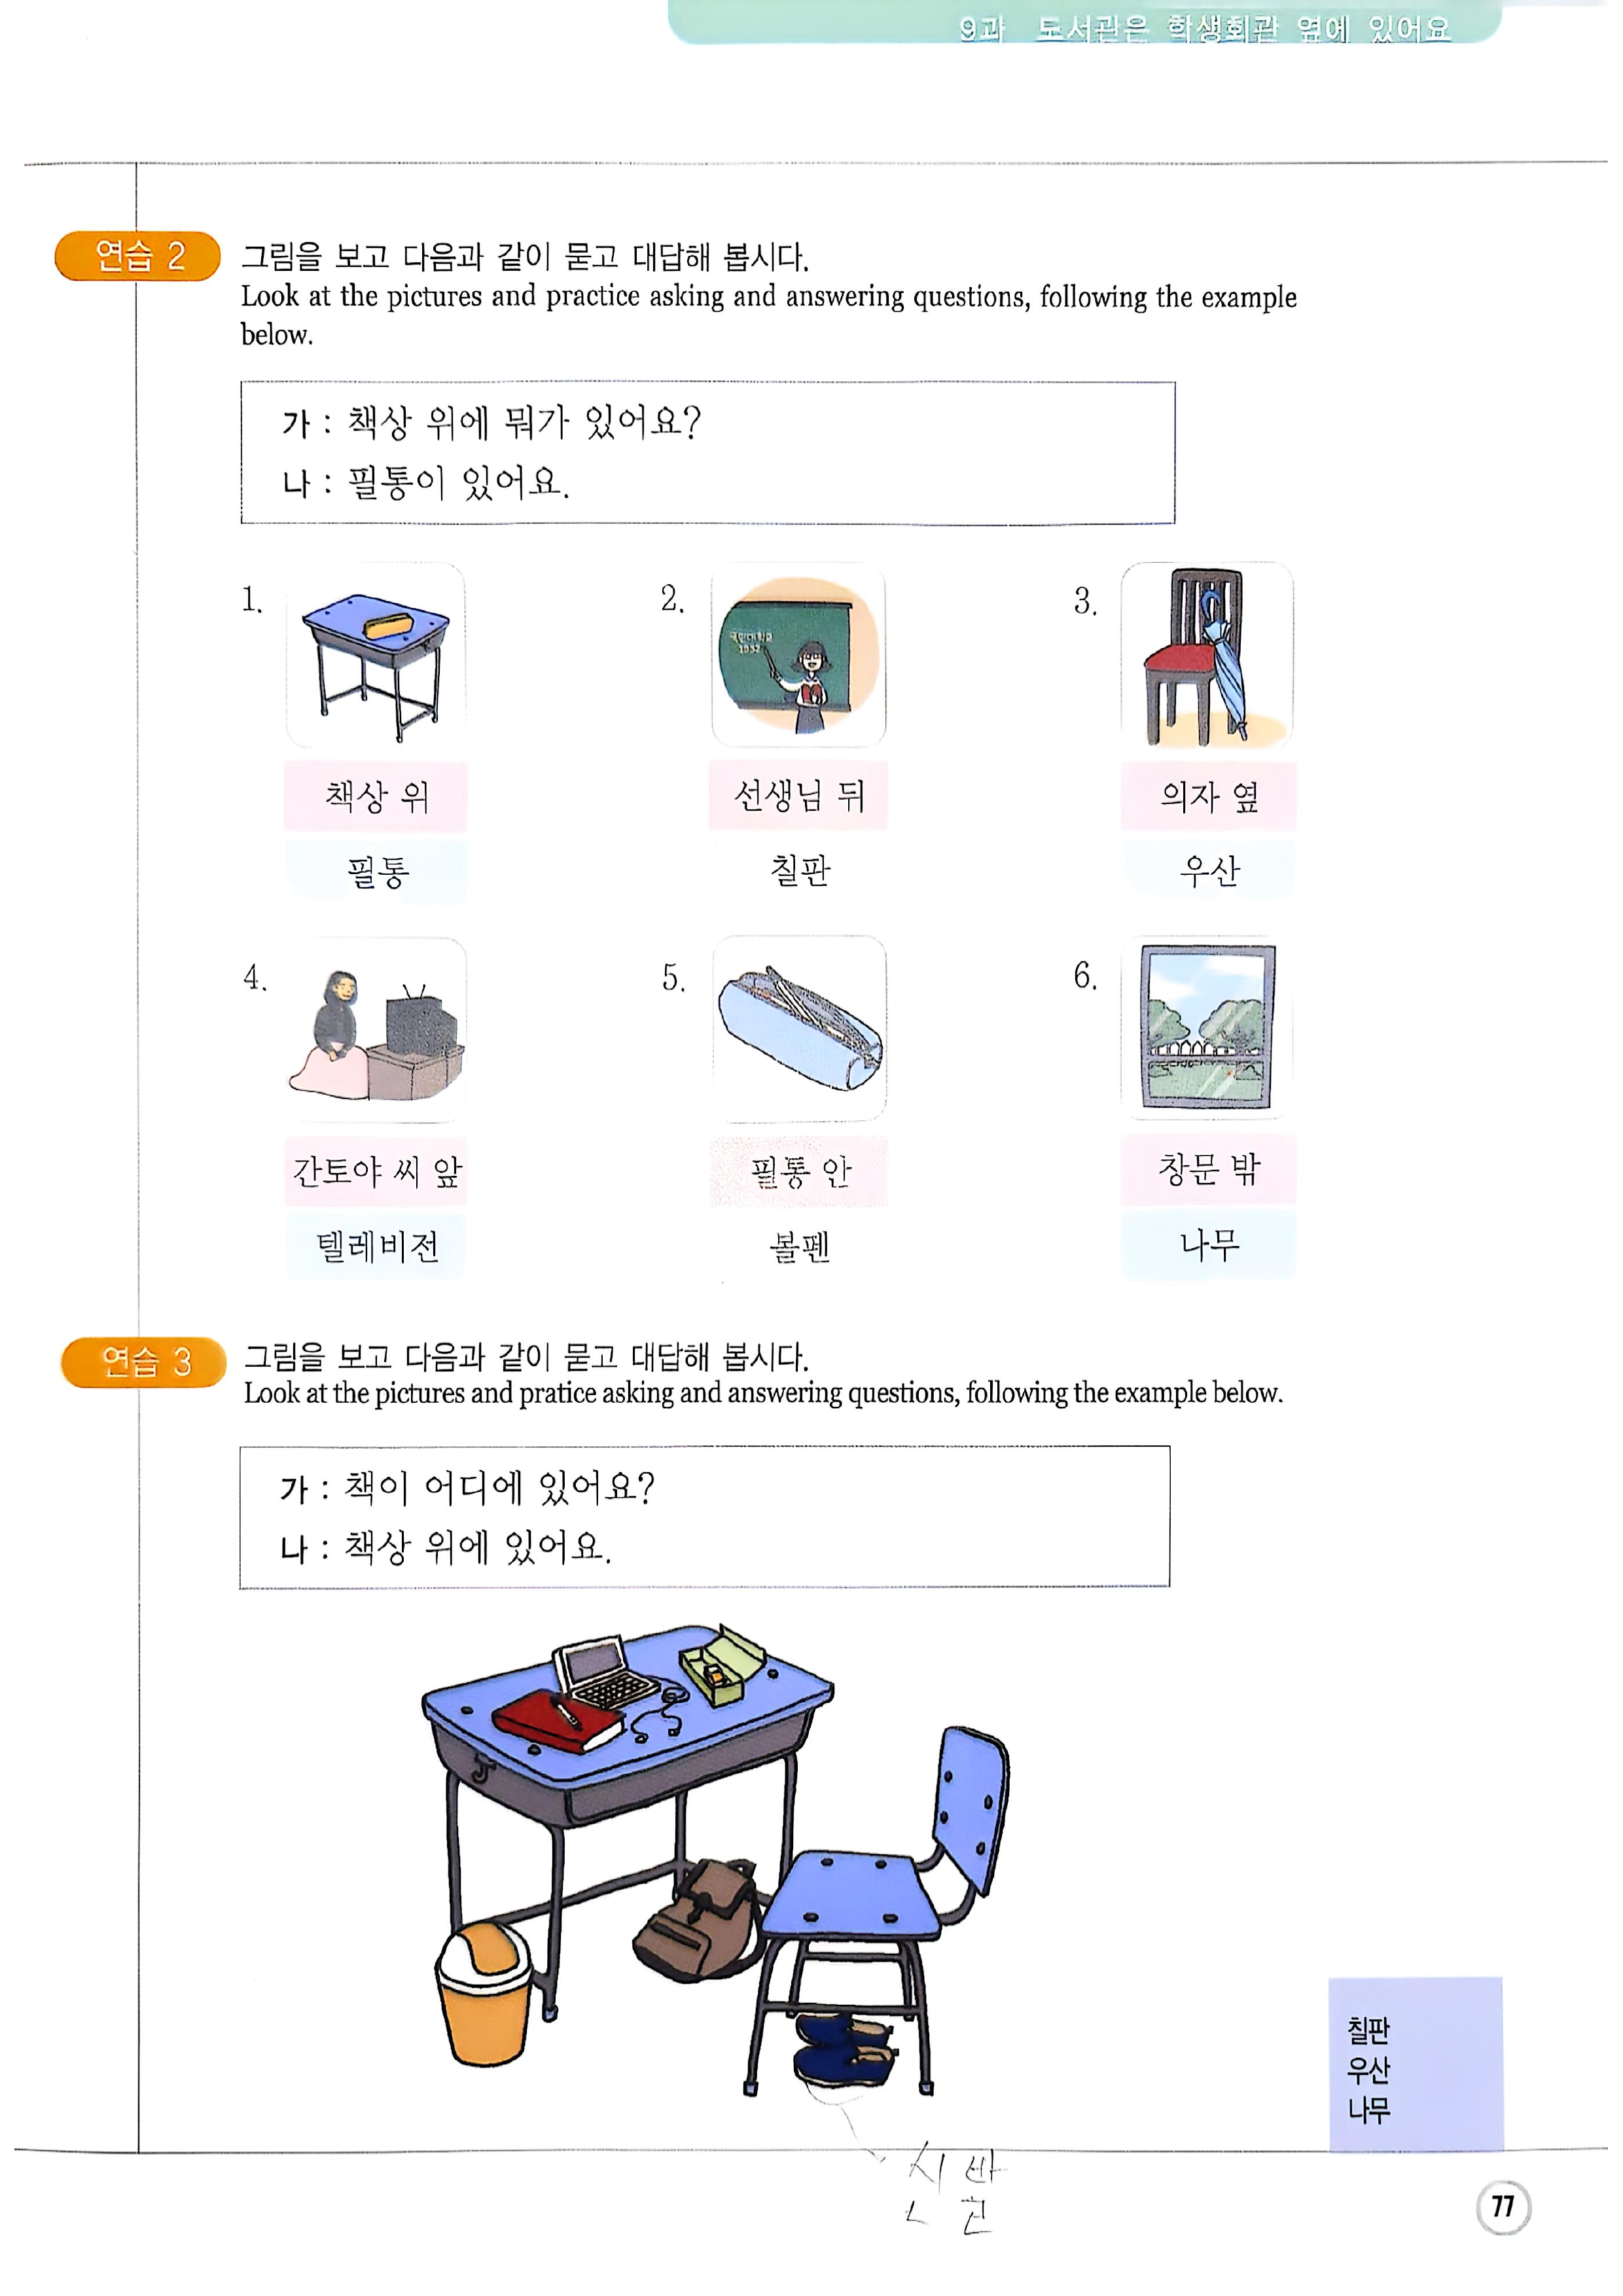 9과 도서관은 학생회관 옆에 있어요
연습 2
그림을 보고 다음과 같이 묻고 대답해 봅시다.
Look at the pictures and practice asking and answering questions, following the example
below.
가 : 책상 위에 뭐가 있어요?
나 : 필통이 있어요.
1.
2.
국민대학교
1932
3.
책상 위
선생님 뒤
의자 옆
필통
칠판
우산
4.
5.
6.
간토야 씨 앞
필통 안
창문 밖
텔레비전
볼펜
나무
연습 3
그림을 보고 다음과 같이 묻고 대답해 봅시다.
Look at the pictures and pratice asking and answering questions, following the example below.
가 : 책이 어디에 있어요?
나 : 책상 위에 있어요.
칠판
우산
나무
77